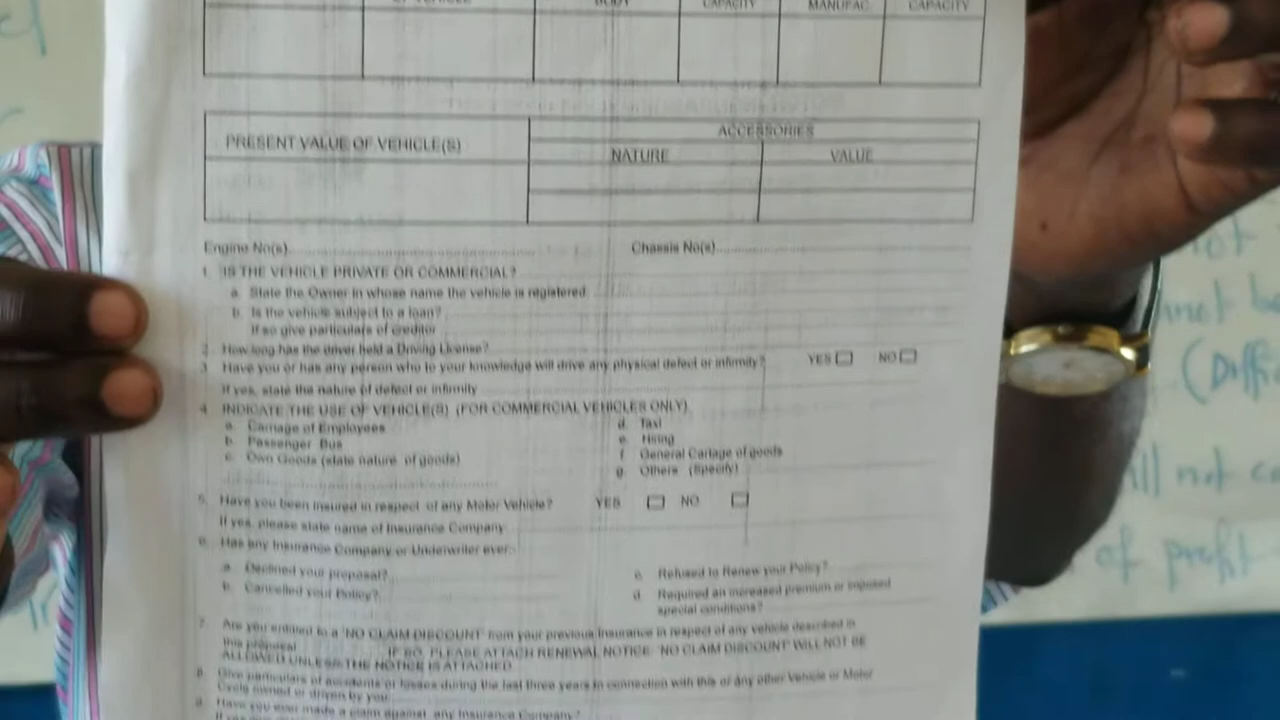 BODY CAPACITY MANUFAC. CAPACITY
PRESENT VALUE OF VEHICLE(S)
ACCESSORIES
NATURE VALUE
Engine No(s). Chassis No(s)
1. IS THE VEHICLE PRIVATE OR COMMERCIAL?
a. State the Owner in whose name the vehicle is registered
b. Is the vehicle subject to a loan?
If so give particulars of creditor
2. How long has the driver held a Driving License?
3. Have you or has any person who to your knowledge will drive any physical defect or infirmity? YES NO
If yes, state the nature of defect or infirmity
4. INDICATE THE USE OF VEHICLE(S) (FOR COMMERCIAL VEHICLES ONLY)
a. Carriage of Employees
b. Passenger Bus
c. Own Goods (state nature of goods)
d. Taxi
e. Hiring
f. General Cartage of goods
g. Others (Specify)
5. Have you been insured in respect of any Motor Vehicle? YES NO
If yes, please state name of Insurance Company
6. Has any Insurance Company or Underwriter ever:
a. Declined your proposal?
b. Cancelled your Policy?
c. Refused to Renew your Policy?
d. Required an increased premium or imposed
special conditions?
7. Are you entitled to a 'NO CLAIM DISCOUNT' from your previous Insurance in respect of any vehicle described in
this proposal IF SO, PLEASE ATTACH RENEWAL NOTICE. 'NO CLAIM DISCOUNT' WILL NOT BE
ALLOWED UNLESS THE NOTICE IS ATTACHED
8. Give particulars of accidents or losses during the last three years in connection with this or any other Vehicle or Motor
Cycle owned or driven by you
9. Have you ever made a claim against any Insurance Company?
not
(Diffi
of profit